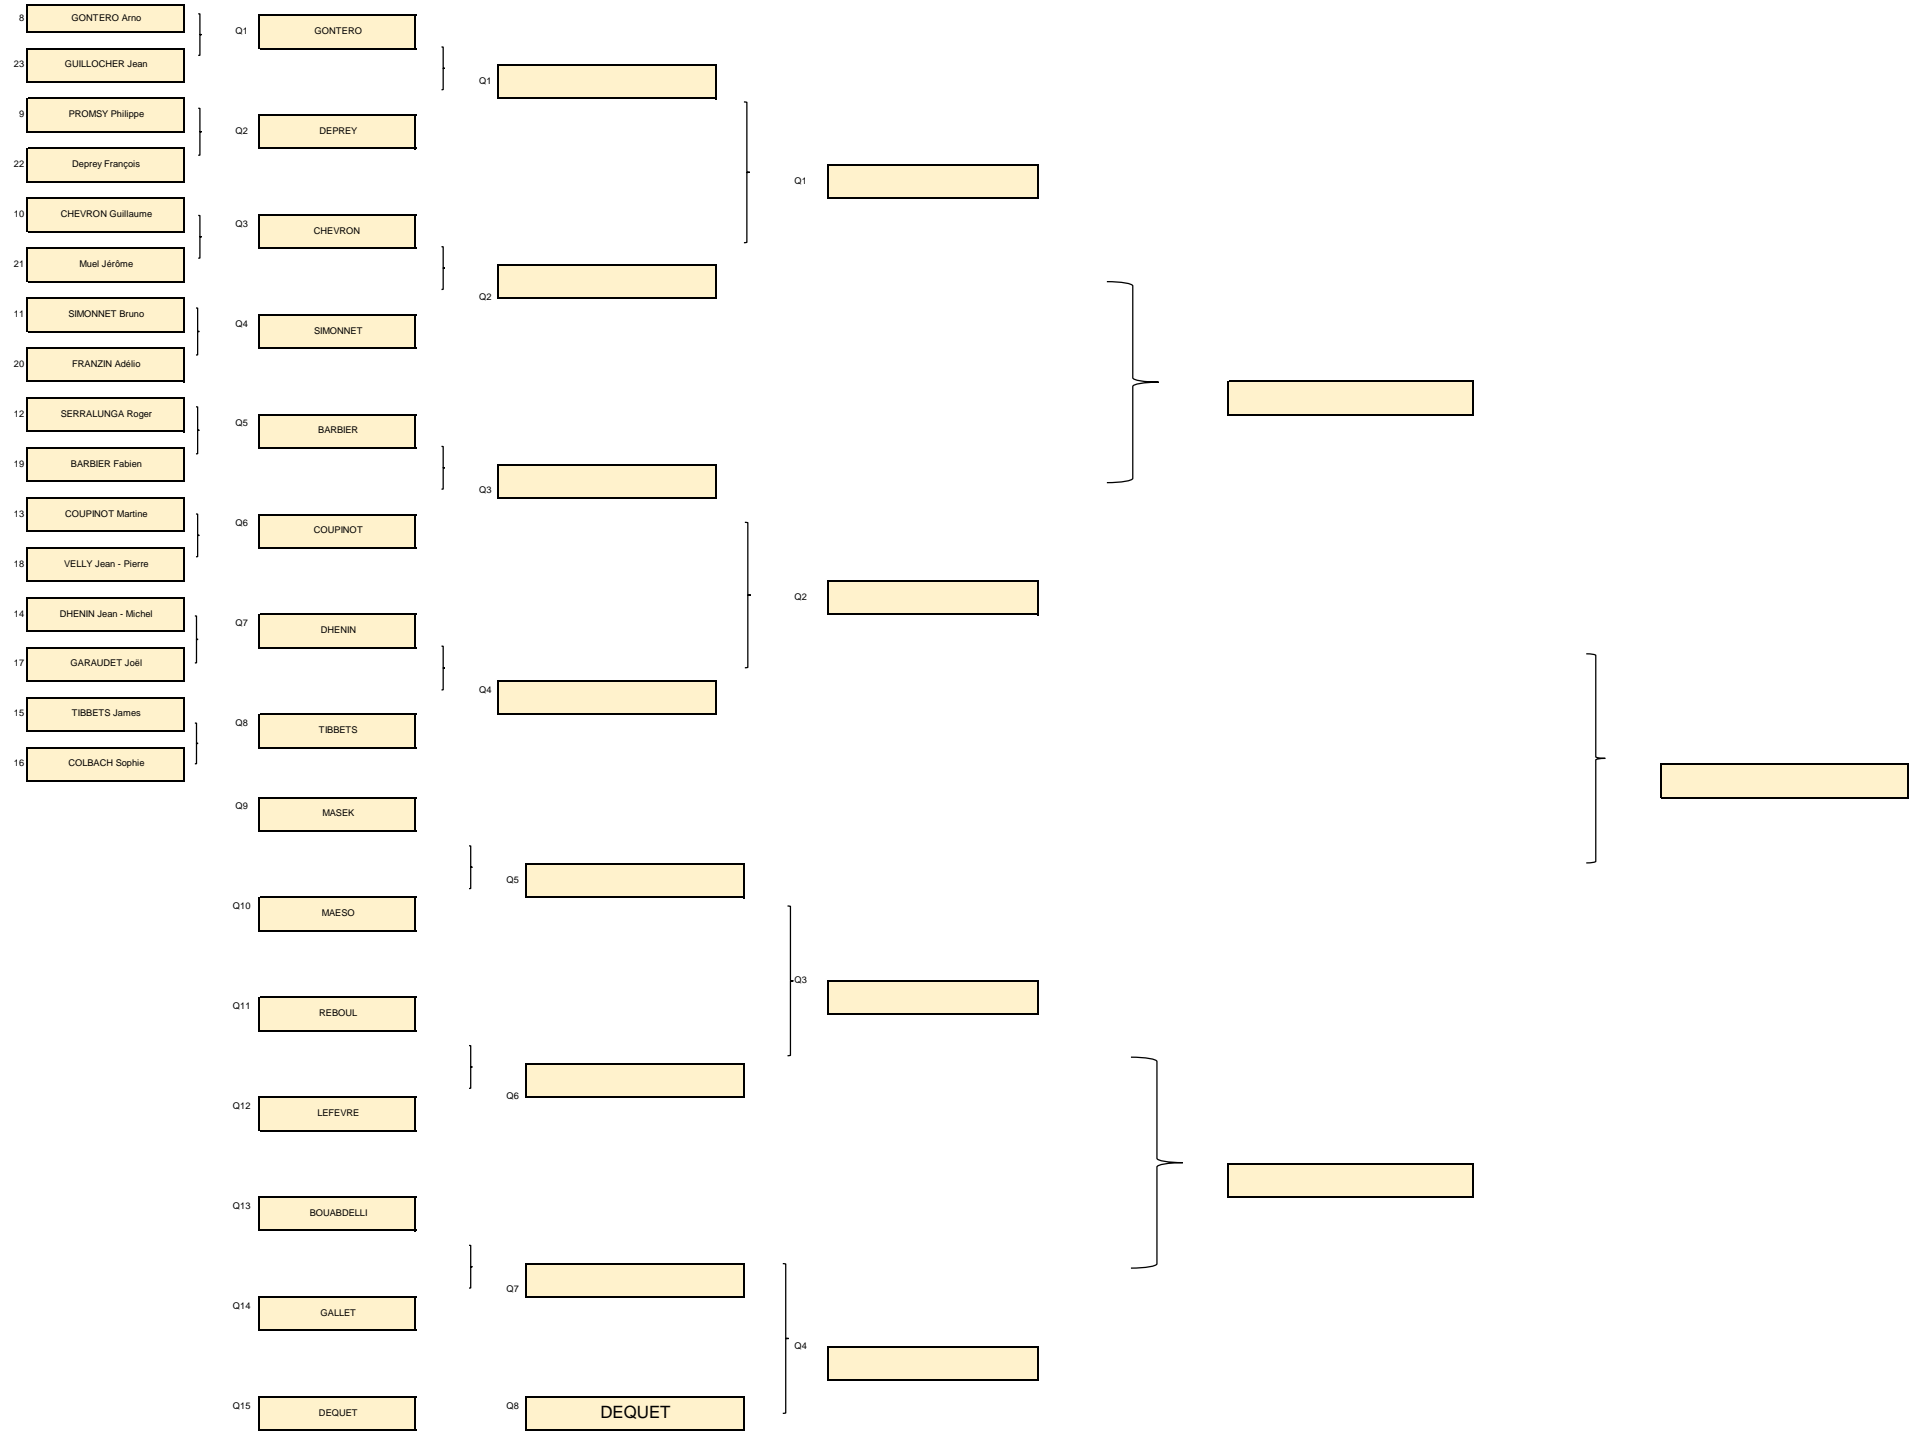 8 GONTERO Arno
23 GUILLOCHER Jean
9 PROMSY Philippe
22 Deprey François
10 CHEVRON Guillaume
21 Muel Jérôme
11 SIMONNET Bruno
20 FRANZIN Adélio
12 SERRALUNGA Roger
19 BARBIER Fabien
13 COUPINOT Martine
18 VELLY Jean - Pierre
14 DHENIN Jean - Michel
17 GARAUDET Joël
15 TIBBETS James
16 COLBACH Sophie
Q1 GONTERO
Q2 DEPREY
Q3 CHEVRON
Q4 SIMONNET
Q5 BARBIER
Q6 COUPINOT
Q7 DHENIN
Q8 TIBBETS
Q9 MASEK
Q10 MAESO
Q11 REBOUL
Q12 LEFEVRE
Q13 BOUABDELLI
Q14 GALLET
Q15 DEQUET
Q1
Q2
Q3
Q4
Q5
Q6
Q7
Q8 DEQUET
Q1
Q2
Q3
Q4